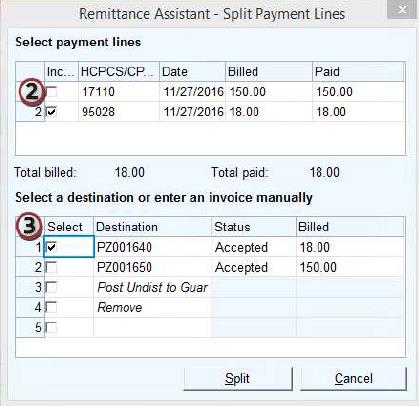 Remittance Assistant - Split Payment Lines x
Select payment lines
Inc... HCPCS/CP... Date Billed Paid
2 17110 11/27/2016 150.00 150.00
2 95028 11/27/2016 18.00 18.00
Total billed: 18.00 Total paid: 18.00
Select a destination or enter an invoice manually
3 Select Destination Status Billed
1 PZ001640 Accepted 18.00
2 PZ001650 Accepted 150.00
3 Post Undist to Guar
4 Remove
5
Split Cancel